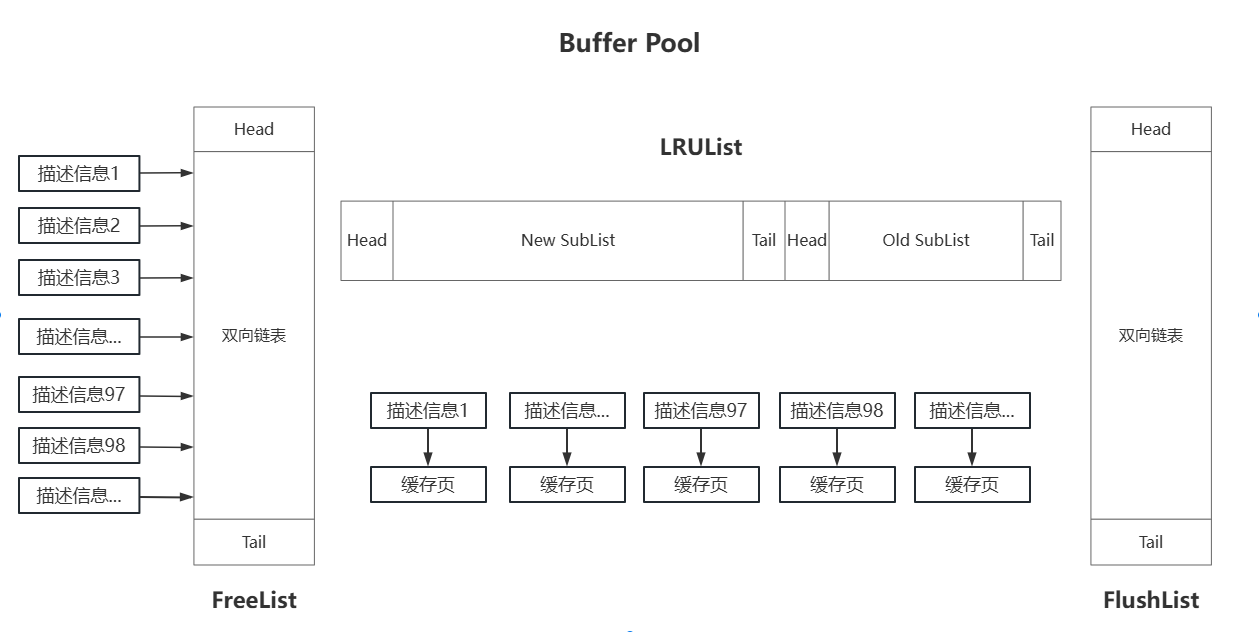 Buffer Pool
Head
描述信息1
描述信息2
描述信息3
描述信息...
描述信息97
描述信息98
描述信息...
双向链表
Tail
FreeList
LRUList
Head
New SubList
Tail
Head
Old SubList
Tail
描述信息1
描述信息...
描述信息97
描述信息98
描述信息...
缓存页
缓存页
缓存页
缓存页
缓存页
Head
双向链表
Tail
FlushList